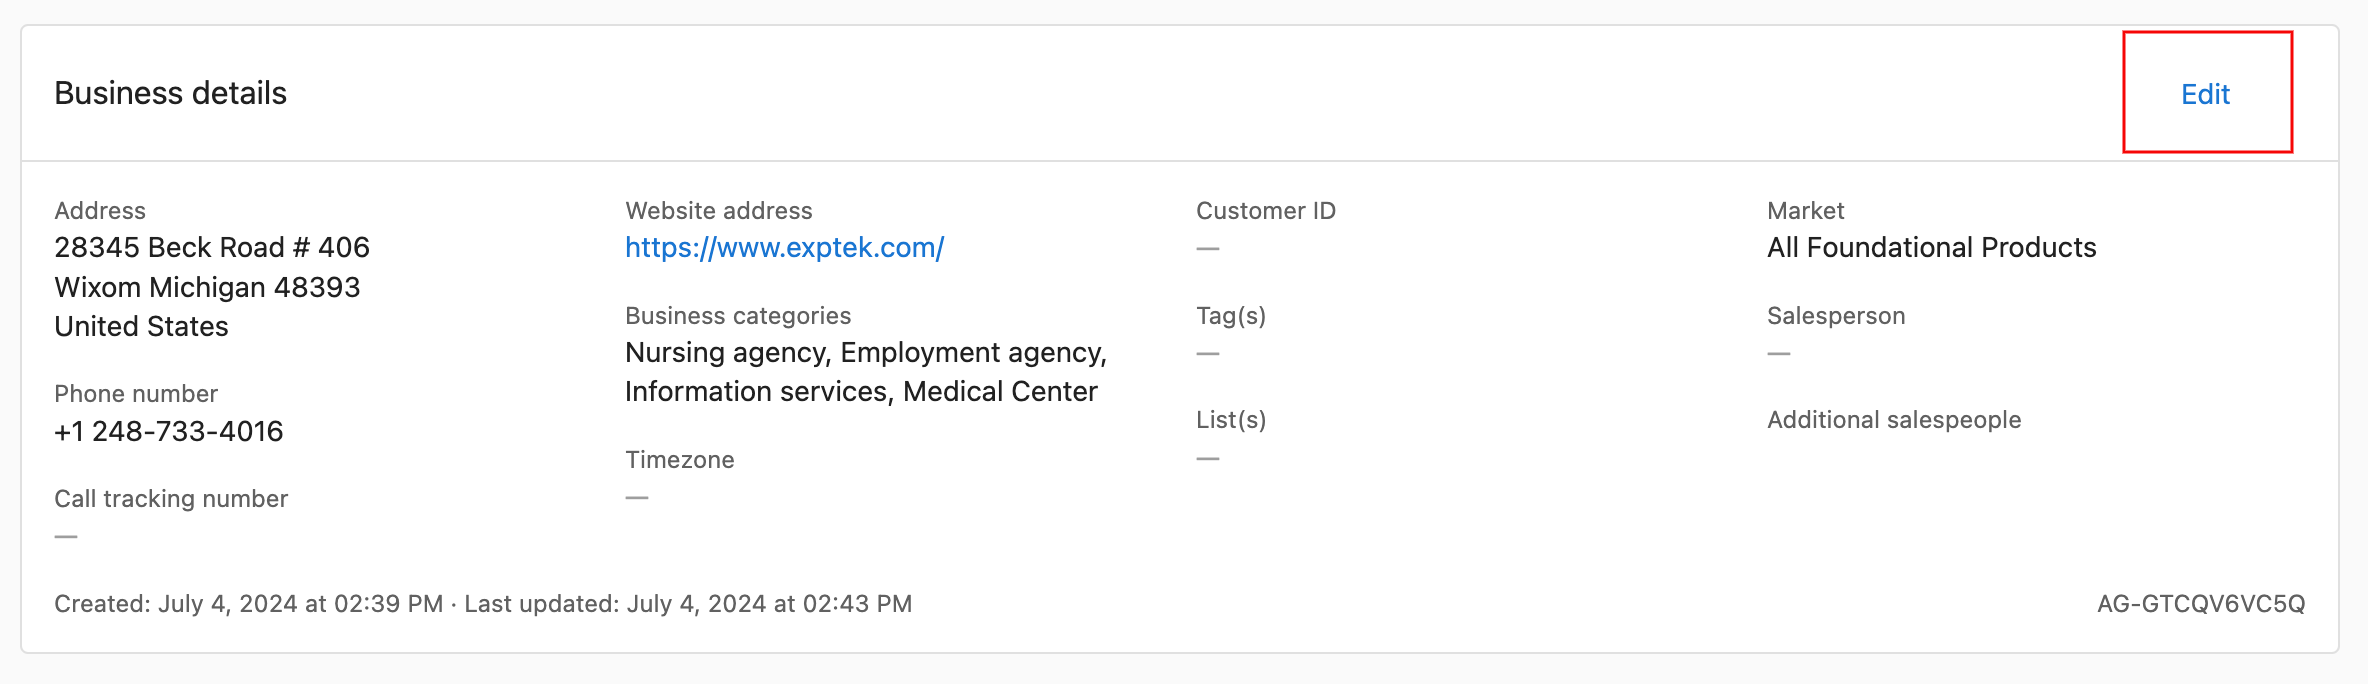 Business details
Edit
Address
28345 Beck Road # 406
Wixom Michigan 48393
United States
Phone number
+1 248-733-4016
Call tracking number
—
Website address
https://www.exptek.com/
Business categories
Nursing agency, Employment agency,
Information services, Medical Center
Timezone
—
Customer ID
—
Tag(s)
—
List(s)
—
Market
All Foundational Products
Salesperson
—
Additional salespeople
Created: July 4, 2024 at 02:39 PM · Last updated: July 4, 2024 at 02:43 PM
AG-GTCQV6VC5Q